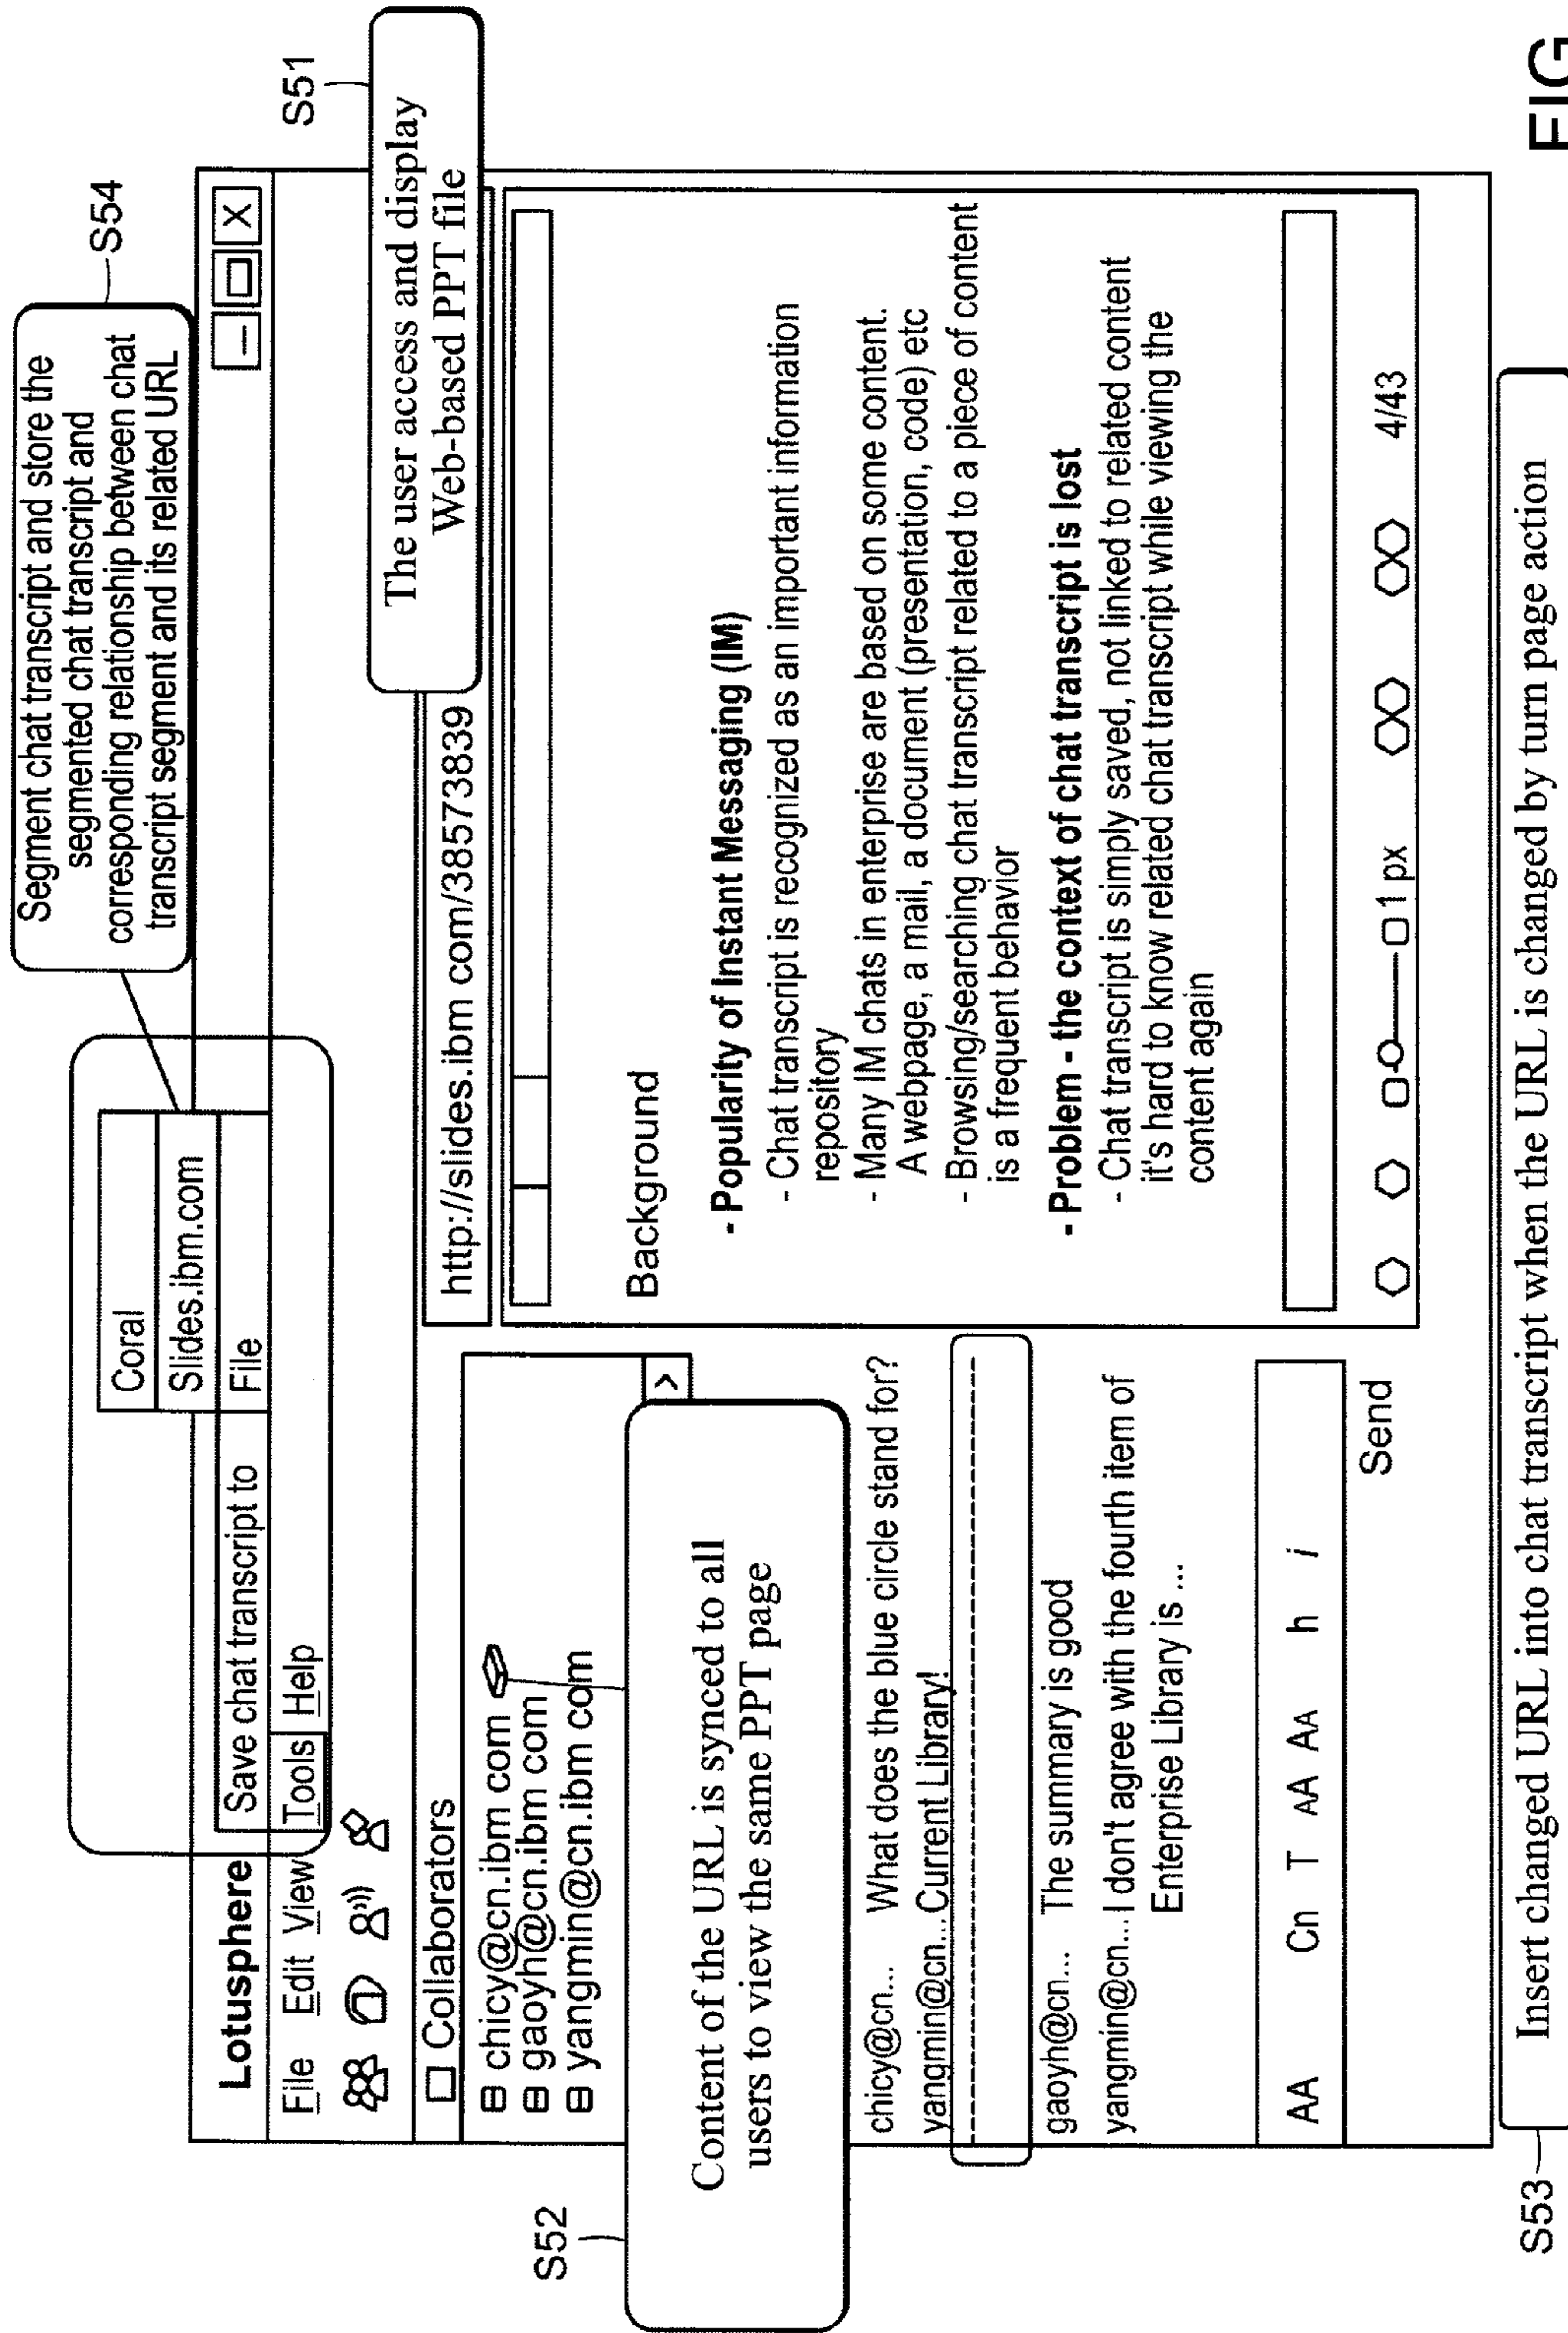 S54
Segment chat transcript and store the
segmented chat transcript and
corresponding relationship between chat
transcript segment and its related URL
S51
The user access and display
Web-based PPT file
Coral
Slides.ibm.com
File
Save chat transcript to
Lotusphere
— X
File Edit View Tools Help
□ Collaborators
chicy@cn.ibm com
gaoyh@cn.ibm com
yangmin@cn.ibm com
>
S52
Content of the URL is synced to all
users to view the same PPT page
chicy@cn... What does the blue circle stand for?
yangmin@cn...Current Library!
gaoyh@cn... The summary is good
yangmin@cn...I don't agree with the fourth item of
Enterprise Library is ...
AA Cn T AA AA h i
Send
http://slides.ibm com/38573839
Background
- Popularity of Instant Messaging (IM)
- Chat transcript is recognized as an important information
repository
- Many IM chats in enterprise are based on some content.
A webpage, a mail, a document (presentation, code) etc
- Browsing/searching chat transcript related to a piece of content
is a frequent behavior
- Problem - the context of chat transcript is lost
- Chat transcript is simply saved, not linked to related content
it's hard to know related chat transcript while viewing the
content again
1 px 4/43
S53
Insert changed URL into chat transcript when the URL is changed by turn page action
FIG